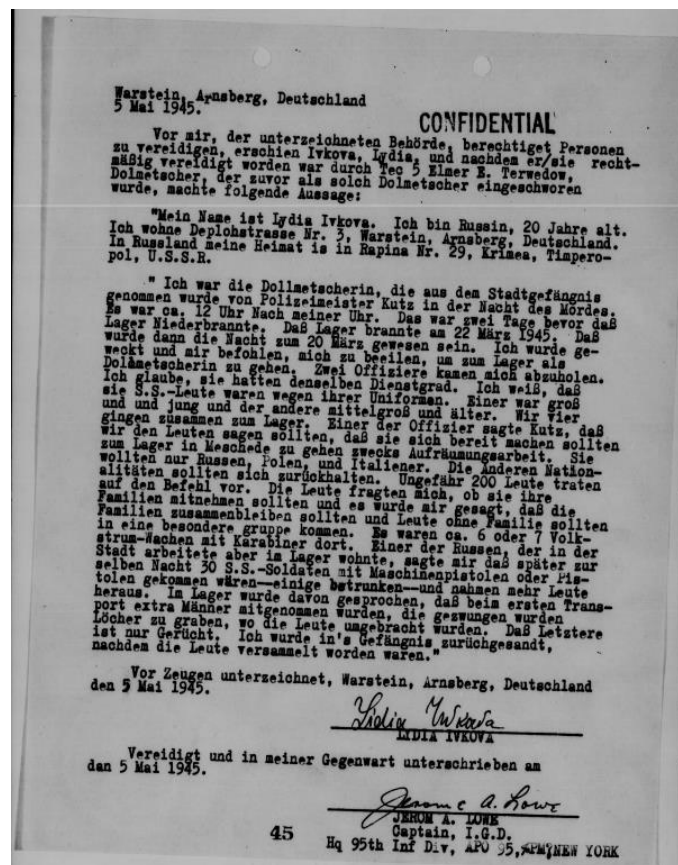 Warstein, Arnsberg, Deutschland
5 Mai 1945.
CONFIDENTIAL
Vor mir, der unterzeichneten Behörde, berechtiget Personen
zu vereidigen, erschien Ivkova, Lydia, und nachdem er/sie recht-
mäßig vereidigt worden war durch Tec 5 Elmer E. Terwedow,
Dolmetscher, der zuvor als solch Dolmetscher eingeschworen
wurde, machte folgende Aussage:
"Mein Name ist Lydia Ivkova. Ich bin Russin, 20 Jahre alt.
Ich wohne Deplohstrasse Nr. 3, Warstein, Arnsberg, Deutschland.
In Russland meine Heimat is in Rapina Nr. 29, Krimea, Timpero-
pol, U.S.S.R.
" Ich war die Dollmetscherin, die aus dem Stadtgefängnis
genommen wurde von Polizeimeister Kutz in der Nacht des Mordes.
Es war ca. 12 Uhr Nach meiner Uhr. Das war zwei Tage bevor daß
Lager Niederbrannte. Daß Lager brannte am 22 März 1945. Daß
wurde dann die Nacht zum 20 März gewesen sein. Ich wurde ge-
weckt und mir befohlen, mich zu beeilen, um zum Lager als
Dolmetscherin zu gehen. Zwei Offiziere kamen mich abzuholen.
Ich glaube, sie hatten denselben Dienstgrad. Ich weiß, daß
sie S.S.-Leute waren wegen ihrer Uniformen. Einer war groß
und und jung und der andere mittelgroß und älter. Wir vier
gingen zusammen zum Lager. Einer der Offizier sagte Kutz, daß
wir den Leuten sagen sollten, daß sie sich bereit machen sollten
zum Lager in Meschede zu gehen zwecks Aufräumungsarbeit. Sie
wollten nur Russen, Polen, und Italiener. Die Anderen Nation-
alitäten sollten sich zurückhalten. Ungefähr 200 Leute traten
auf den Befehl vor. Die Leute fragten mich, ob sie ihre
Familien mitnehmen sollten und es wurde mir gesagt, daß die
Familien zusammenbleiben sollten und Leute ohne Familie sollten
in eine besondere gruppe kommen. Es waren ca. 6 oder 7 Volk-
strum-Wachen mit Karabiner dort. Einer der Russen, der in der
Stadt arbeitete aber im Lager wohnte, sagte mir daß später zur
selben Nacht 30 S.S.-Soldaten mit Maschinenpistolen oder Pis-
tolen gekommen wären--einige betrunken--und nahmen mehr Leute
heraus. Im Lager wurde davon gesprochen, daß beim ersten Trans-
port extra Männer mitgenommen wurden, die gezwungen wurden
Löcher zu graben, wo die Leute umgebracht wurden. Daß Letztere
ist nur Gerücht. Ich wurde in's Gefängnis zurückgesandt,
nachdem die Leute versammelt worden waren."
Vor Zeugen unterzeichnet, Warstein, Arnsberg, Deutschland
den 5 Mai 1945.
LYDIA IVKOVA
Vereidigt und in meiner Gegenwart unterschrieben am
dan 5 Mai 1945.
Jerome A. Lowe
JEROM A. LOWE
45 Captain, I.G.D.
Hq 95th Inf Div, APO 95, NEW YORK